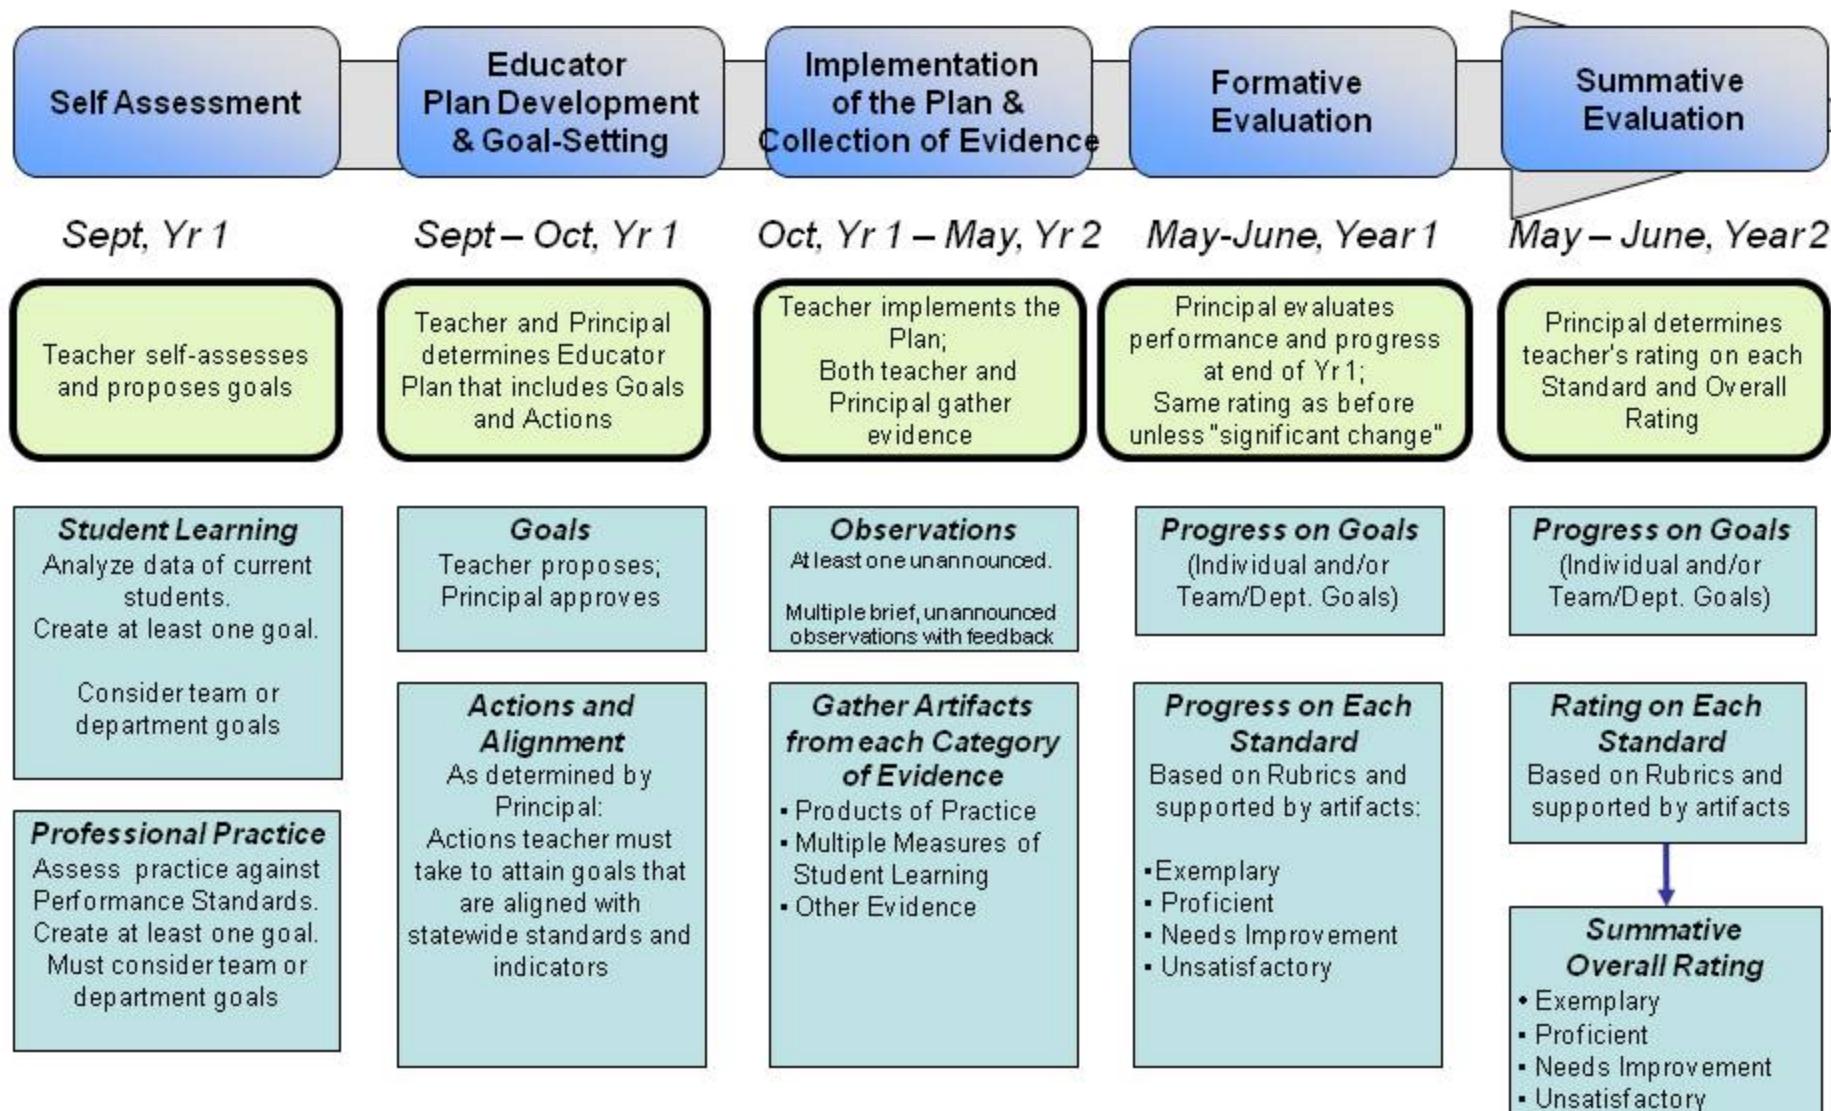 Self Assessment
Educator
Plan Development
& Goal-Setting
Implementation
of the Plan &
Collection of Evidence
Formative
Evaluation
Summative
Evaluation
Sept, Yr 1
Sept – Oct, Yr 1
Oct, Yr 1 – May, Yr 2
May-June, Year 1
May – June, Year 2
Teacher self-assesses
and proposes goals
Teacher and Principal
determines Educator
Plan that includes Goals
and Actions
Teacher implements the
Plan;
Both teacher and
Principal gather
evidence
Principal evaluates
performance and progress
at end of Yr 1;
Same rating as before
unless "significant change"
Principal determines
teacher's rating on each
Standard and Overall
Rating
Student Learning
Analyze data of current
students.
Create at least one goal.
Consider team or
department goals
Professional Practice
Assess practice against
Performance Standards.
Create at least one goal.
Must consider team or
department goals
Goals
Teacher proposes;
Principal approves
Actions and
Alignment
As determined by
Principal:
Actions teacher must
take to attain goals that
are aligned with
statewide standards and
indicators
Observations
At least one unannounced.
Multiple brief, unannounced
observations with feedback
Gather Artifacts
from each Category
of Evidence
▪ Products of Practice
▪ Multiple Measures of
Student Learning
▪ Other Evidence
Progress on Goals
(Individual and/or
Team/Dept. Goals)
Progress on Each
Standard
Based on Rubrics and
supported by artifacts:
▪ Exemplary
▪ Proficient
▪ Needs Improvement
▪ Unsatisfactory
Progress on Goals
(Individual and/or
Team/Dept. Goals)
Rating on Each
Standard
Based on Rubrics and
supported by artifacts
Summative
Overall Rating
• Exemplary
▪ Proficient
▪ Needs Improvement
▪ Unsatisfactory